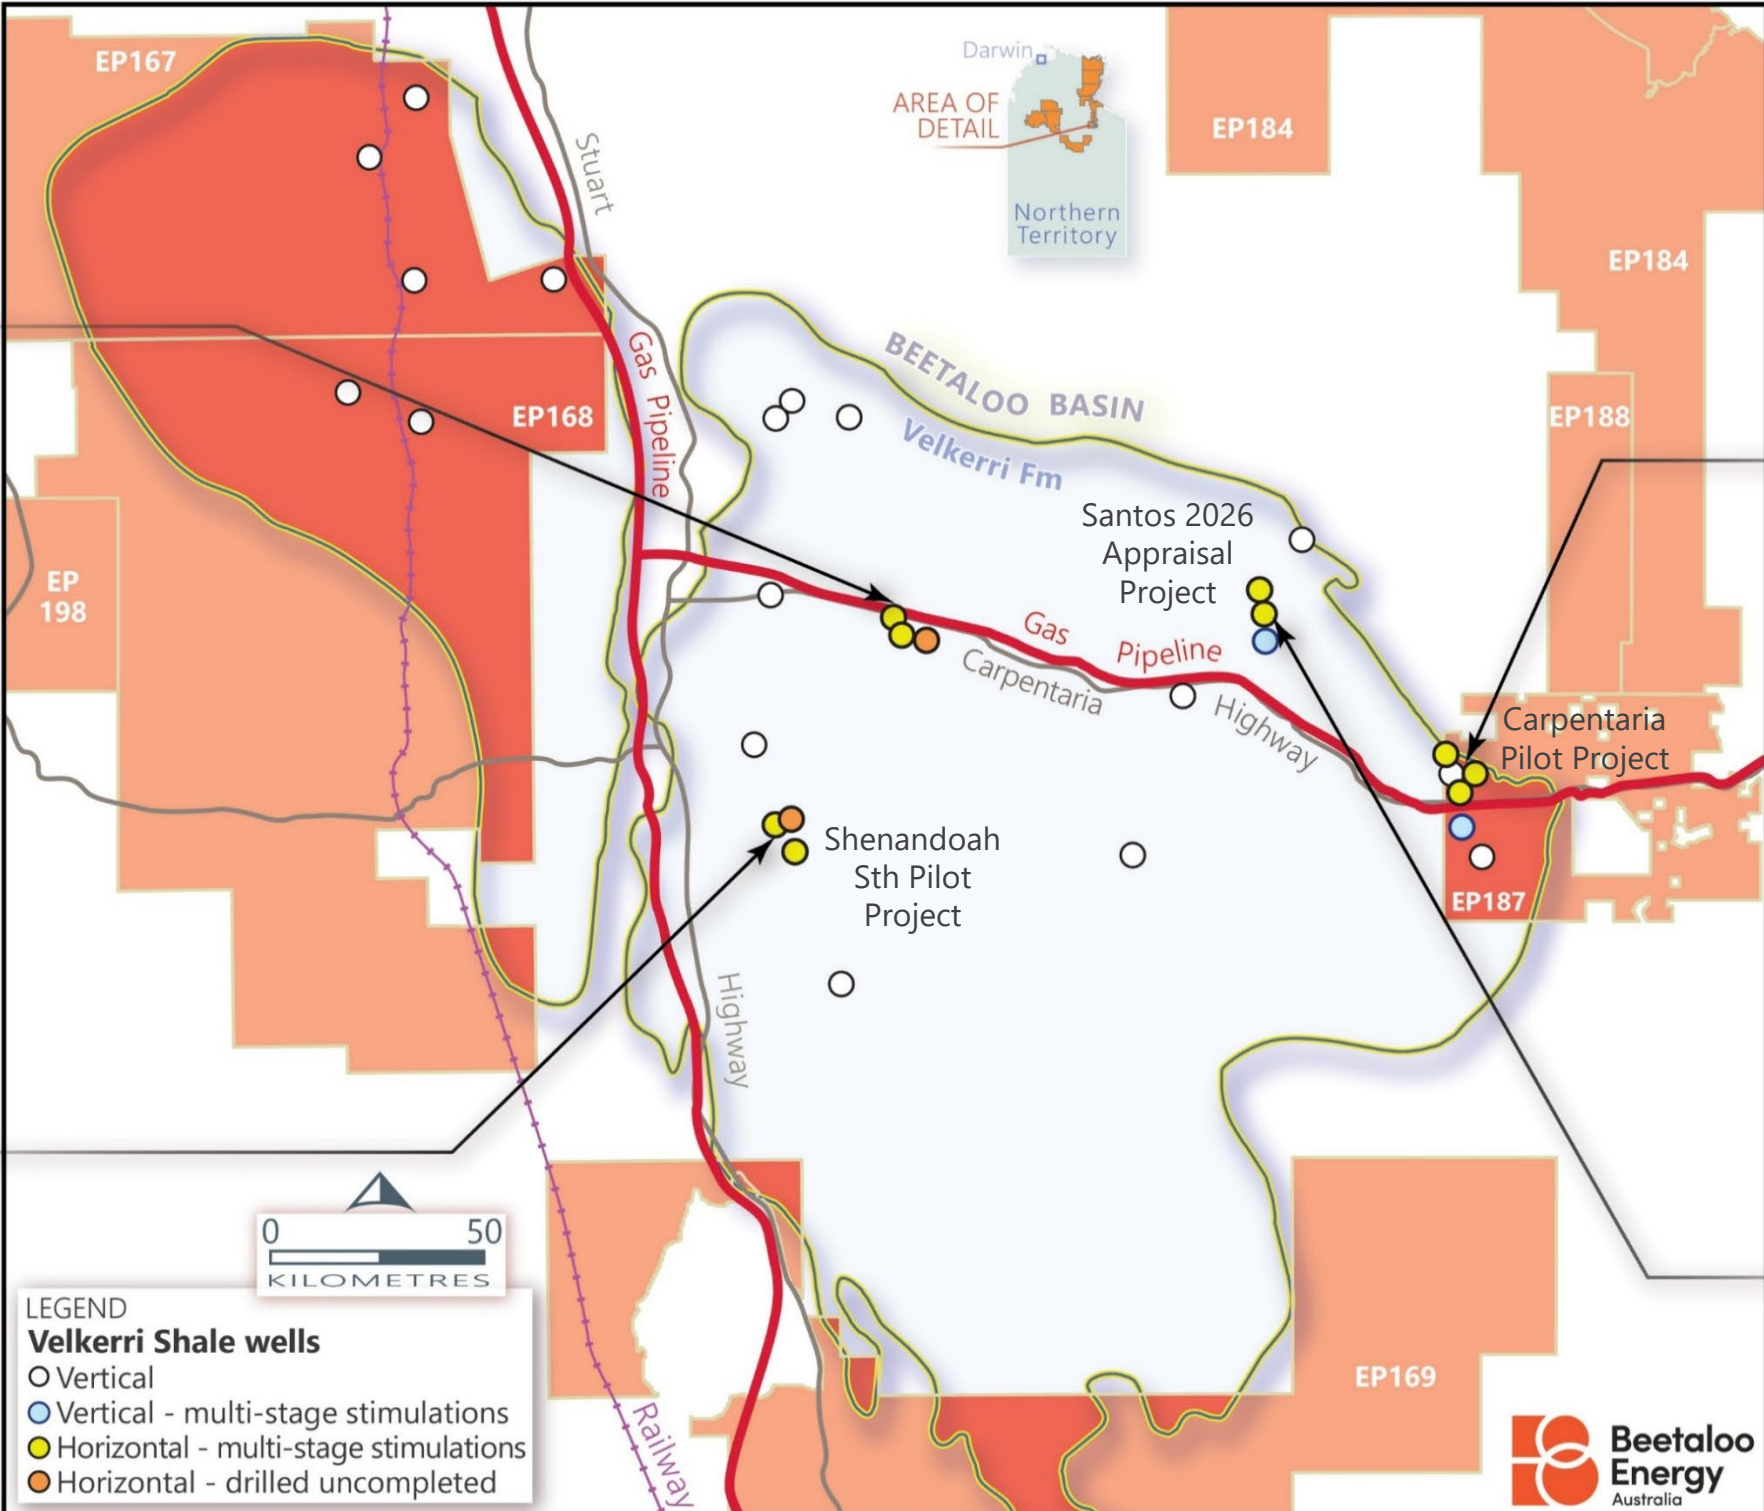 EP167
Darwin
AREA OF
DETAIL
Northern
Territory
EP184
EP184
Stuart
Gas Pipeline
BEETALOO BASIN
Velkerri Fm
EP168
EP188
Santos 2026
Appraisal
Project
EP
198
Gas Pipeline
Carpentaria Highway
Carpentaria
Pilot Project
Shenandoah
Sth Pilot
Project
EP187
Highway
0 50
KILOMETRES
EP169
Railway
LEGEND
Velkerri Shale wells
Vertical
Vertical - multi-stage stimulations
Horizontal - multi-stage stimulations
Horizontal - drilled uncompleted
Beetaloo
Energy
Australia